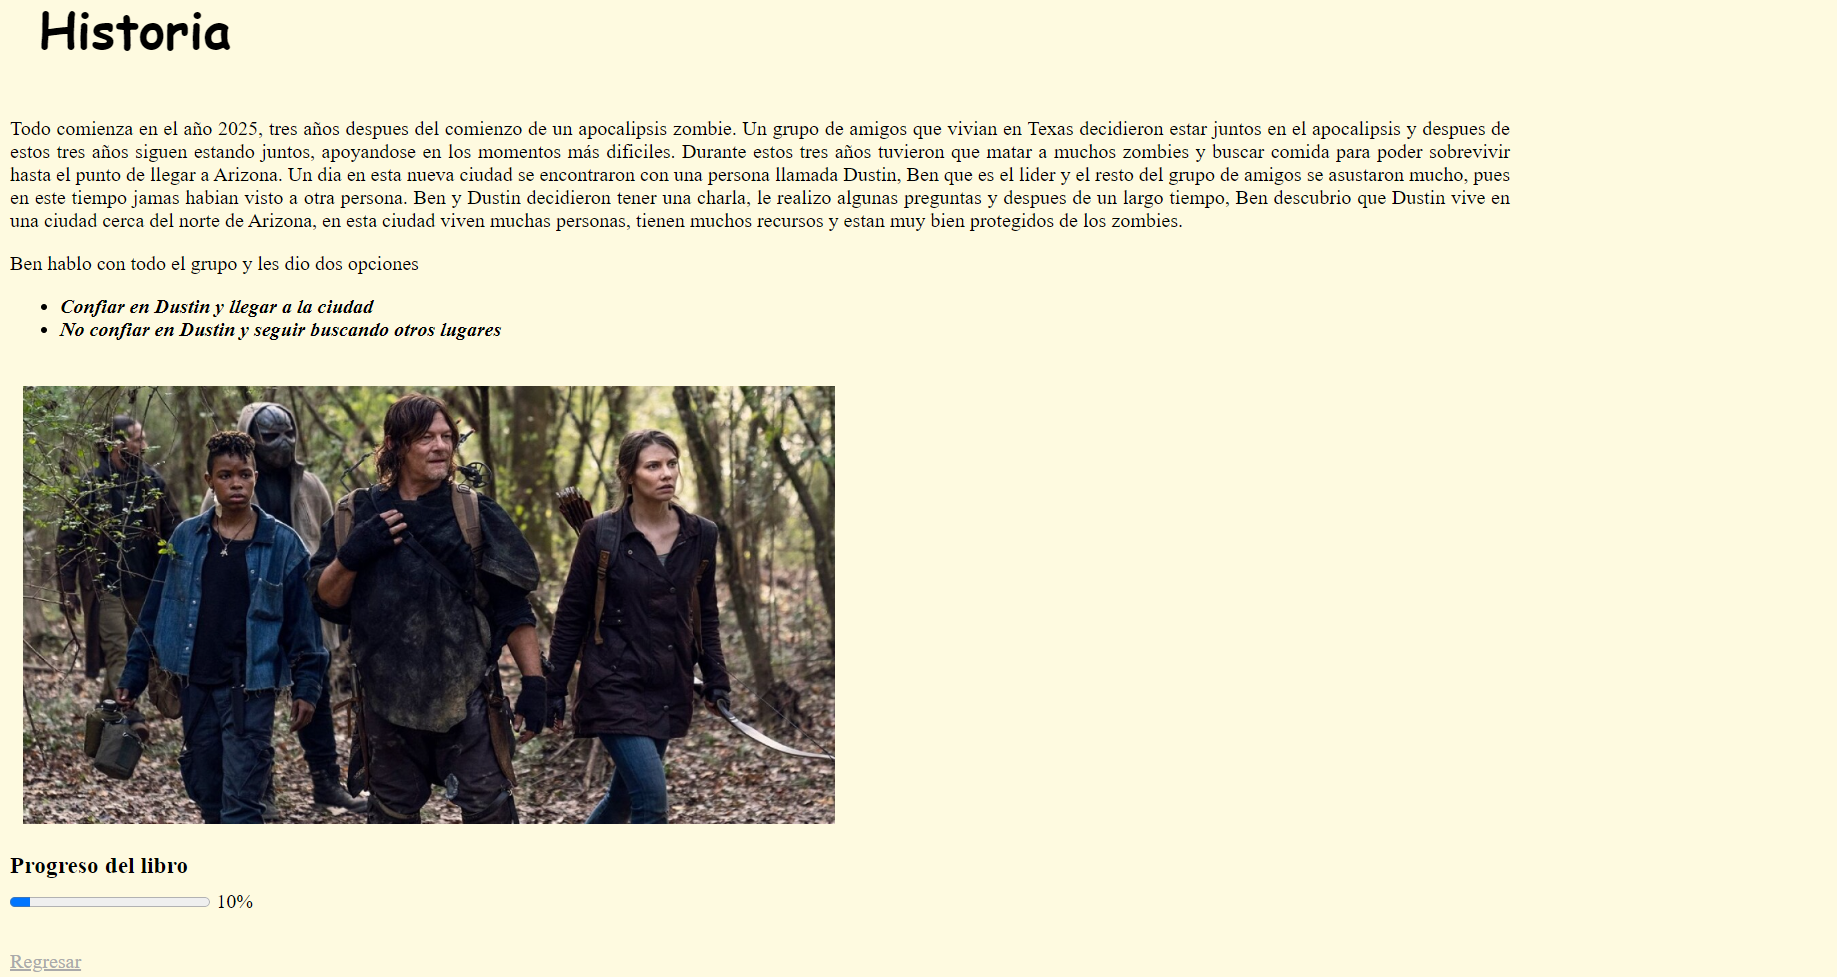 Historia
Todo comienza en el año 2025, tres años despues del comienzo de un apocalipsis zombie. Un grupo de amigos que vivian en Texas decidieron estar juntos en el apocalipsis y despues de
estos tres años siguen estando juntos, apoyandose en los momentos más dificiles. Durante estos tres años tuvieron que matar a muchos zombies y buscar comida para poder sobrevivir
hasta el punto de llegar a Arizona. Un dia en esta nueva ciudad se encontraron con una persona llamada Dustin, Ben que es el lider y el resto del grupo de amigos se asustaron mucho, pues
en este tiempo jamas habian visto a otra persona. Ben y Dustin decidieron tener una charla, le realizo algunas preguntas y despues de un largo tiempo, Ben descubrio que Dustin vive en
una ciudad cerca del norte de Arizona, en esta ciudad viven muchas personas, tienen muchos recursos y estan muy bien protegidos de los zombies.
Ben hablo con todo el grupo y les dio dos opciones
• Confiar en Dustin y llegar a la ciudad
• No confiar en Dustin y seguir buscando otros lugares
Progreso del libro
10%
Regresar